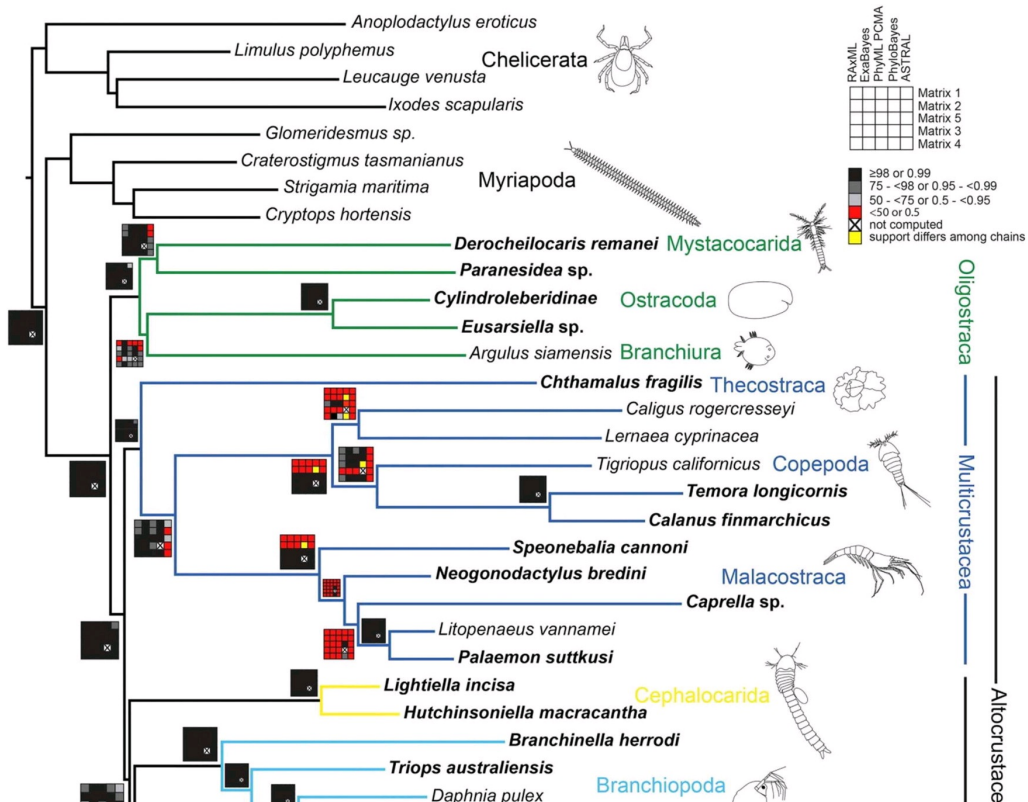 Anoplodactylus eroticus
Limulus polyphemus
Chelicerata
Leucauge venusta
Ixodes scapularis
RAxML
ExaBayes
PhyML PCMA
PhyloBayes
ASTRAL
Matrix 1
Matrix 2
Matrix 5
Matrix 3
Matrix 4
Glomeridesmus sp.
Craterostigmus tasmanianus
Myriapoda
Strigamia maritima
Cryptops hortensis
≥98 or 0.99
75 - <98 or 0.95 - <0.99
50 - <75 or 0.5 - <0.95
<50 or 0.5
not computed
support differs among chains
Derocheilocaris remanei Mystacocarida
Paranesidea sp.
Cylindroleberidinae Ostracoda
Eusarsiella sp.
Argulus siamensis Branchiura
Oligostraca
Chthamalus fragilis Thecostraca
Caligus rogercresseyi
Lernaea cyprinacea
Tigriopus californicus Copepoda
Temora longicornis
Calanus finmarchicus
Multicrustacea
Speonebalia cannoni
Neogonodactylus bredini Malacostraca
Caprella sp.
Litopenaeus vannamei
Palaemon suttkusi
Lightiella incisa
Cephalocarida
Hutchinsoniella macracantha
Altocrustace
Branchinella herrodi
Triops australiensis
Branchiopoda
Daphnia pulex